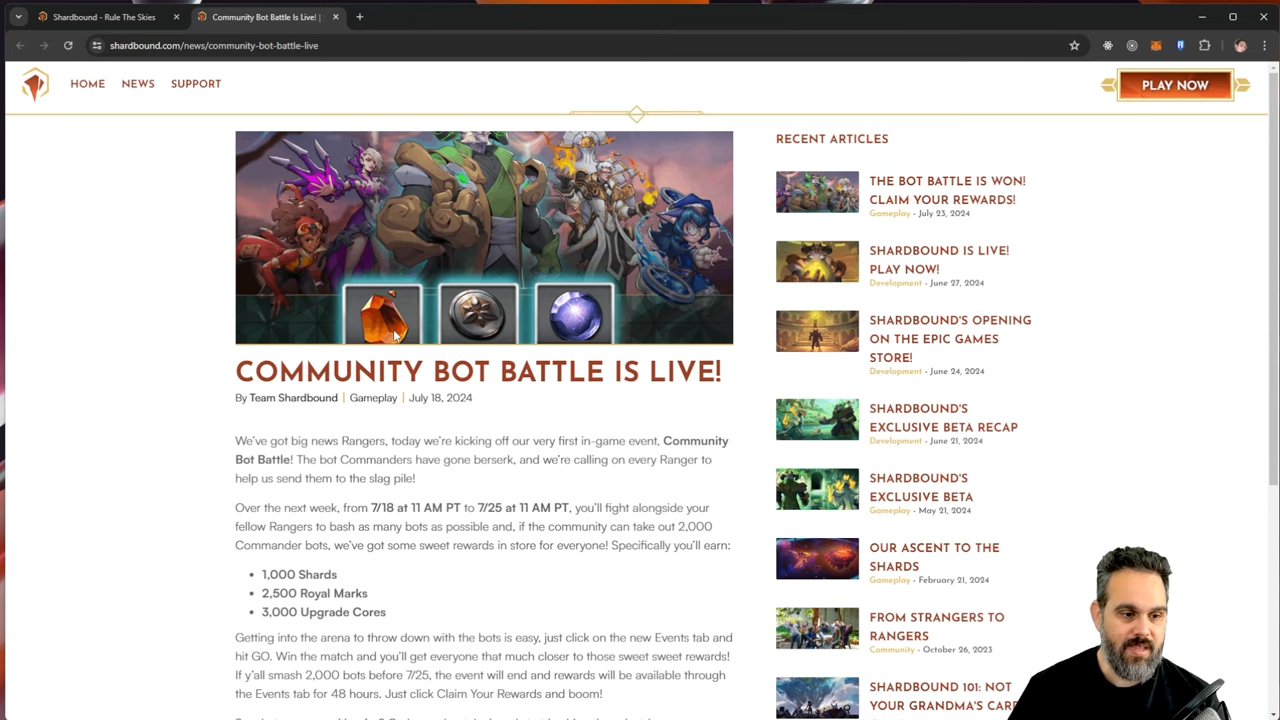 Shardbound - Rule The Skies
Community Bot Battle Is Live! |
shardbound.com/news/community-bot-battle-live
HOME NEWS SUPPORT
PLAY NOW
COMMUNITY BOT BATTLE IS LIVE!
By Team Shardbound | Gameplay | July 18, 2024
We've got big news Rangers, today we're kicking off our very first in-game event, Community
Bot Battle! The bot Commanders have gone berserk, and we're calling on every Ranger to
help us send them to the slag pile!
Over the next week, from 7/18 at 11 AM PT to 7/25 at 11 AM PT, you'll fight alongside your
fellow Rangers to bash as many bots as possible and, if the community can take out 2,000
Commander bots, we've got some sweet rewards in store for everyone! Specifically you'll earn:
• 1,000 Shards
• 2,500 Royal Marks
• 3,000 Upgrade Cores
Getting into the arena to throw down with the bots is easy, just click on the new Events tab and
hit GO. Win the match and you'll get everyone that much closer to those sweet sweet rewards!
If y'all smash 2,000 bots before 7/25, the event will end and rewards will be available through
the Events tab for 48 hours. Just click Claim Your Rewards and boom!
RECENT ARTICLES
THE BOT BATTLE IS WON!
CLAIM YOUR REWARDS!
Gameplay - July 23, 2024
SHARDBOUND IS LIVE!
PLAY NOW!
Development - June 27, 2024
SHARDBOUND'S OPENING
ON THE EPIC GAMES
STORE!
Development - June 24, 2024
SHARDBOUND'S
EXCLUSIVE BETA RECAP
Development - June 21, 2024
SHARDBOUND'S
EXCLUSIVE BETA
Gameplay - May 21, 2024
OUR ASCENT TO THE
SHARDS
Gameplay - February 21, 2024
FROM STRANGERS TO
RANGERS
Community - October 26, 2023
SHARDBOUND 101: NOT
YOUR GRANDMA'S CARD